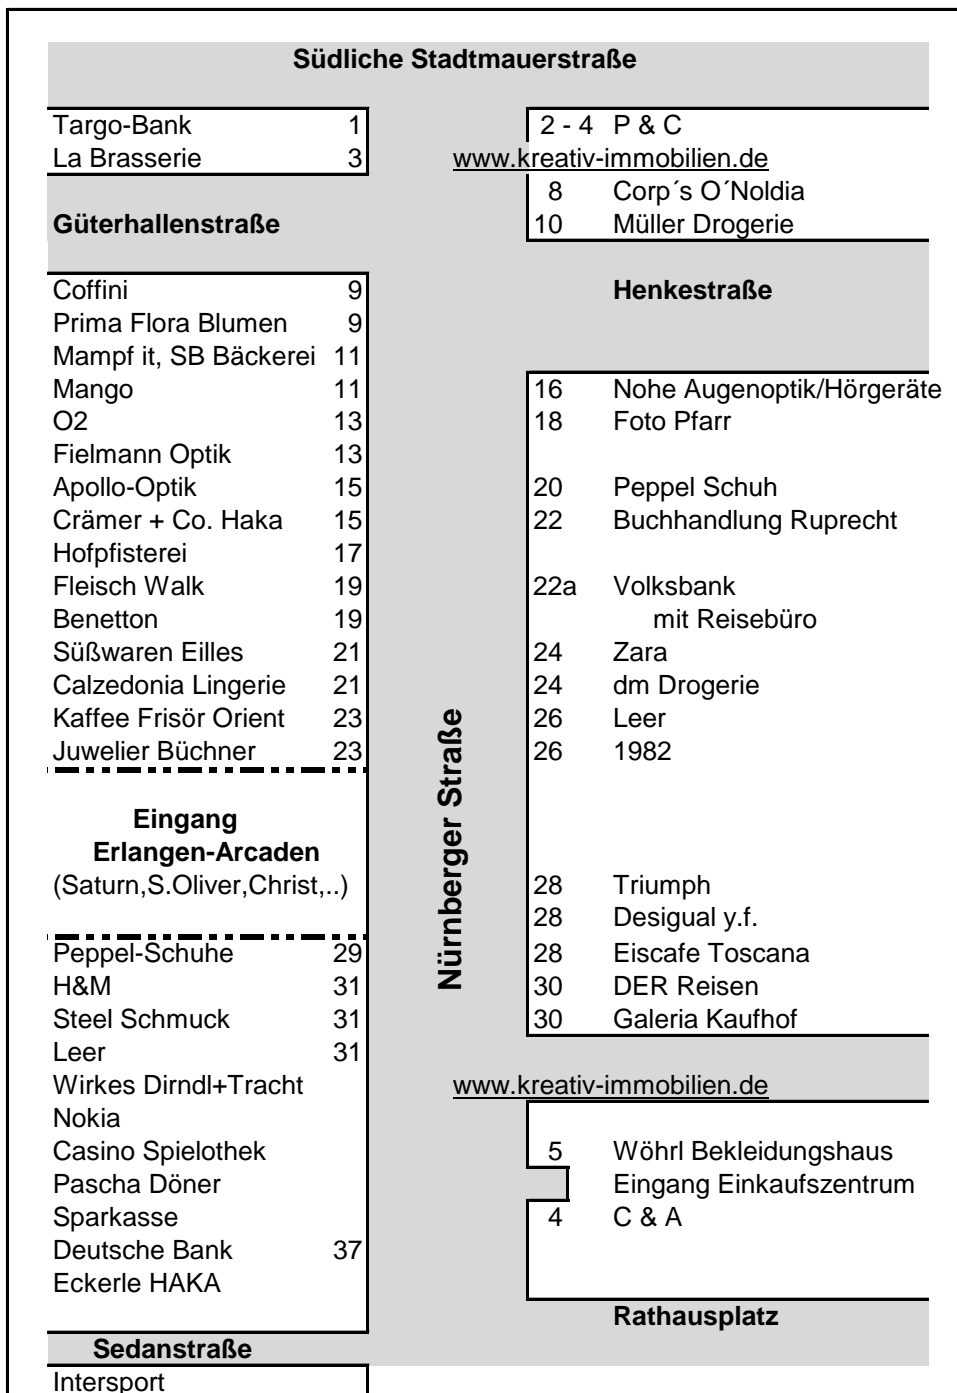 Südliche Stadtmauerstraße
Targo-Bank 1 2 - 4 P & C
La Brasserie 3 www.kreativ-immobilien.de
8 Corp´s O´Noldia
Güterhallenstraße 10 Müller Drogerie
Coffini 9 Henkestraße
Prima Flora Blumen 9
Mampf it, SB Bäckerei 11
Mango 11 16 Nohe Augenoptik/Hörgeräte
O2 13 18 Foto Pfarr
Fielmann Optik 13
Apollo-Optik 15 20 Peppel Schuh
Crämer + Co. Haka 15 22 Buchhandlung Ruprecht
Hofpfisterei 17
Fleisch Walk 19 22a Volksbank
Benetton 19 mit Reisebüro
Süßwaren Eilles 21 24 Zara
Calzedonia Lingerie 21 24 dm Drogerie
Kaffee Frisör Orient 23 26 Leer
Juwelier Büchner 23 26 1982
Nürnberger Straße
Eingang
Erlangen-Arcaden
(Saturn,S.Oliver,Christ,..) 28 Triumph
28 Desigual y.f.
Peppel-Schuhe 29 28 Eiscafe Toscana
H&M 31 30 DER Reisen
Steel Schmuck 31 30 Galeria Kaufhof
Leer 31
Wirkes Dirndl+Tracht www.kreativ-immobilien.de
Nokia
Casino Spielothek 5 Wöhrl Bekleidungshaus
Pascha Döner Eingang Einkaufszentrum
Sparkasse 4 C & A
Deutsche Bank 37
Eckerle HAKA
Rathausplatz
Sedanstraße
Intersport